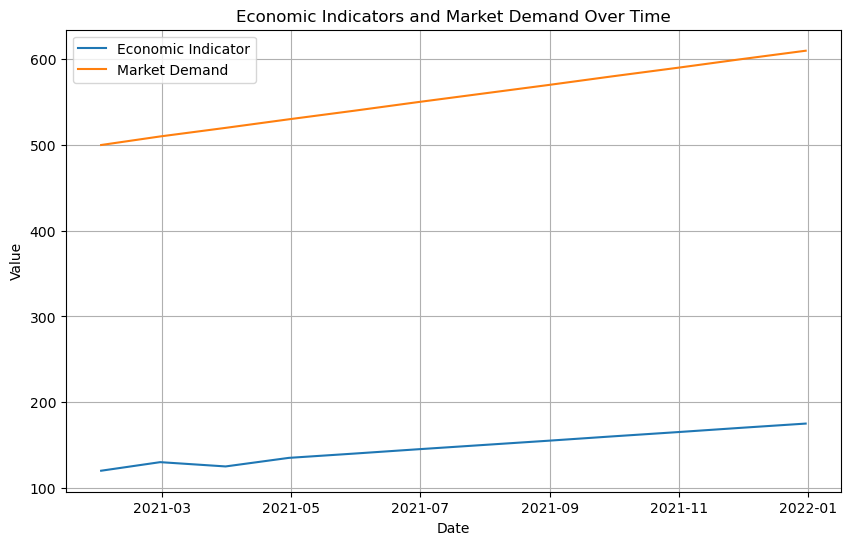 Economic Indicators and Market Demand Over Time
Economic Indicator
Market Demand
600
500
400
300
200
100
Value
2021-03 2021-05 2021-07 2021-09 2021-11 2022-01
Date